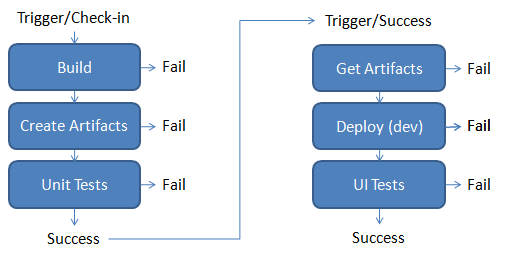 Trigger/Check-in
Build
Fail
Create Artifacts
Fail
Unit Tests
Fail
Success
Trigger/Success
Get Artifacts
Fail
Deploy (dev)
Fail
UI Tests
Fail
Success